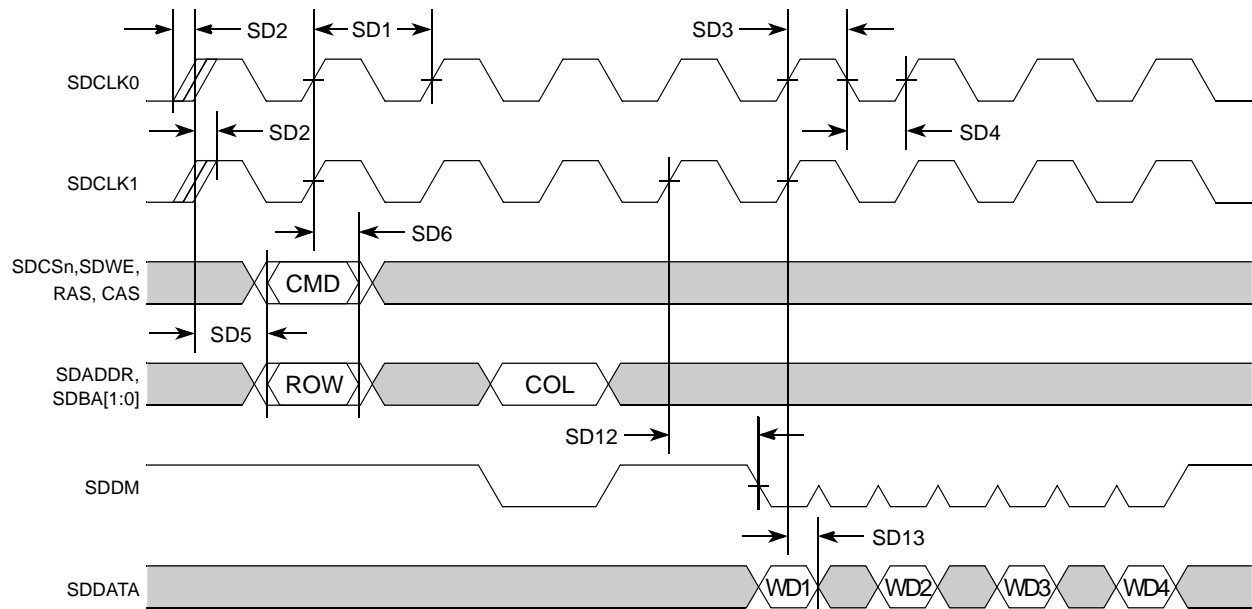 SD2
SD1
SD3
SDCLK0
SD2
SD4
SDCLK1
SD6
SDCSn,SDWE,
RAS, CAS
CMD
SD5
SDADDR,
SDBA[1:0]
ROW
COL
SD12
SDDM
SD13
SDDATA
WD1
WD2
WD3
WD4